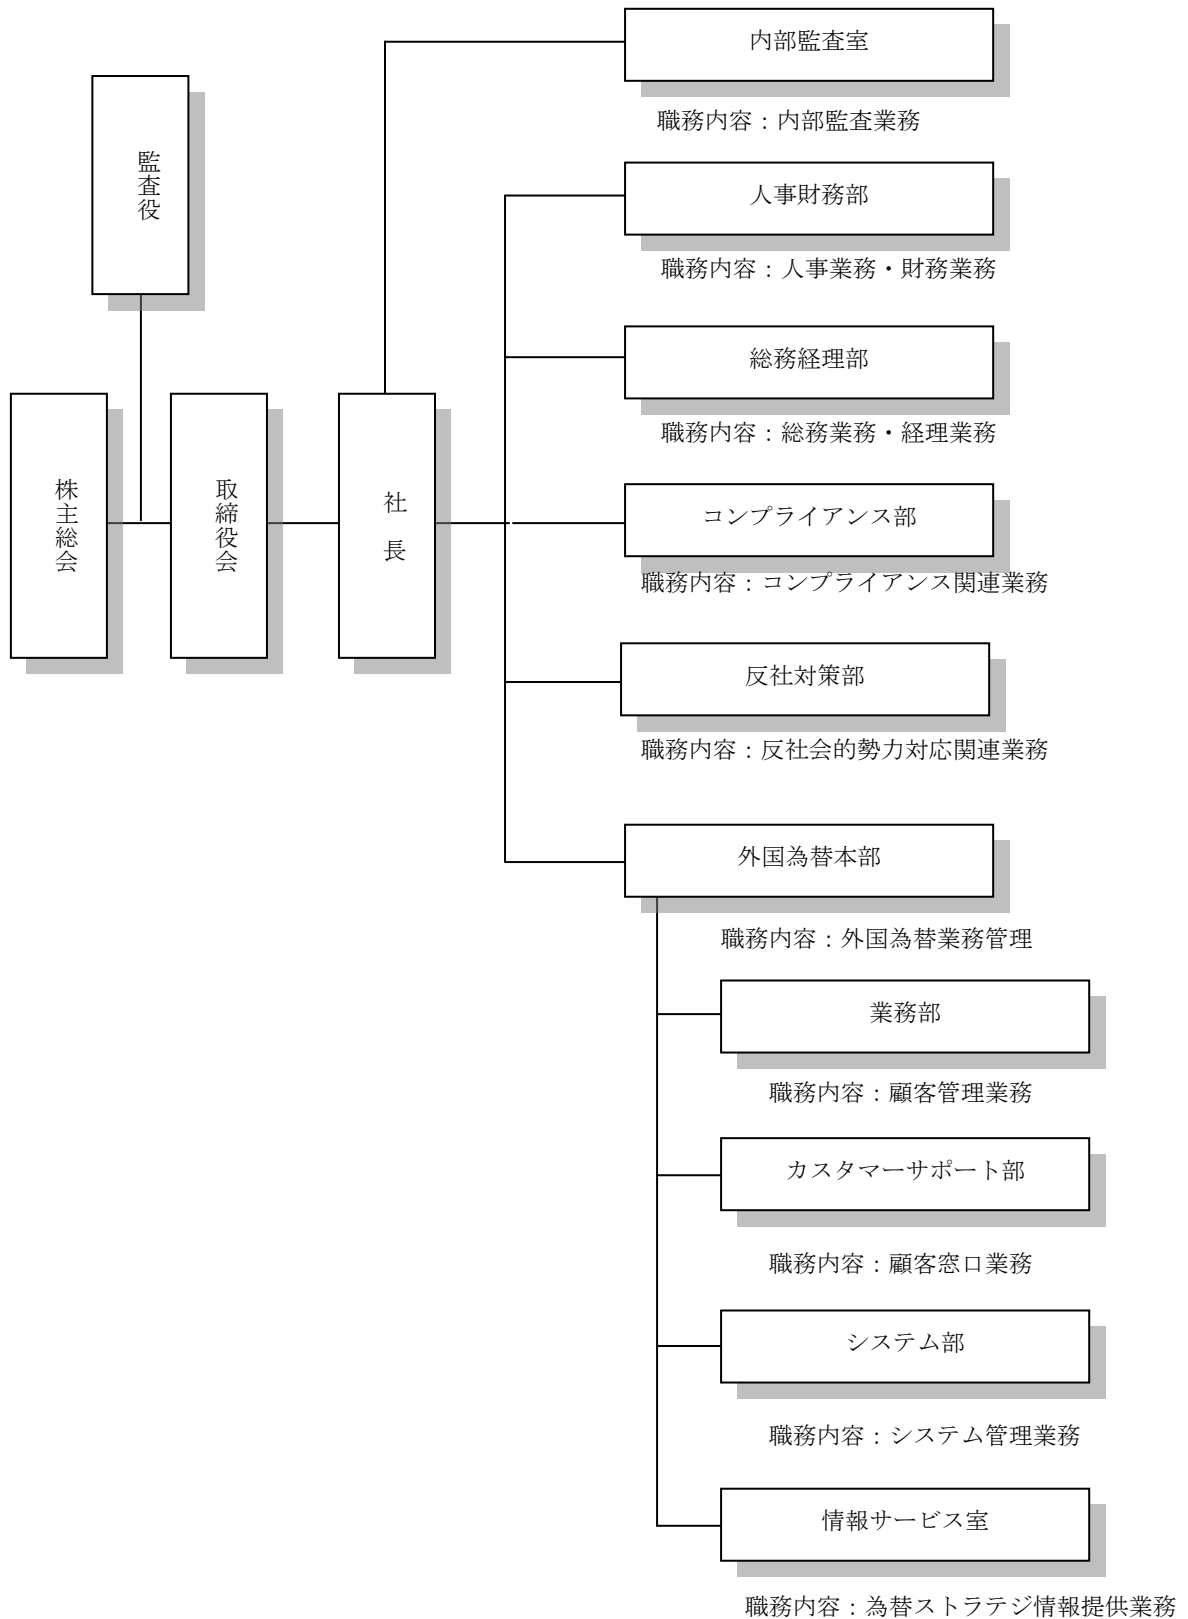 内部監査室
職務内容：内部監査業務
監査役
人事財務部
職務内容：人事業務・財務業務
総務経理部
職務内容：総務業務・経理業務
株主総会
取締役会
社長
コンプライアンス部
職務内容：コンプライアンス関連業務
反社対策部
職務内容：反社会的勢力対応関連業務
外国為替本部
職務内容：外国為替業務管理
業務部
職務内容：顧客管理業務
カスタマーサポート部
職務内容：顧客窓口業務
システム部
職務内容：システム管理業務
情報サービス室
職務内容：為替ストラテジ情報提供業務